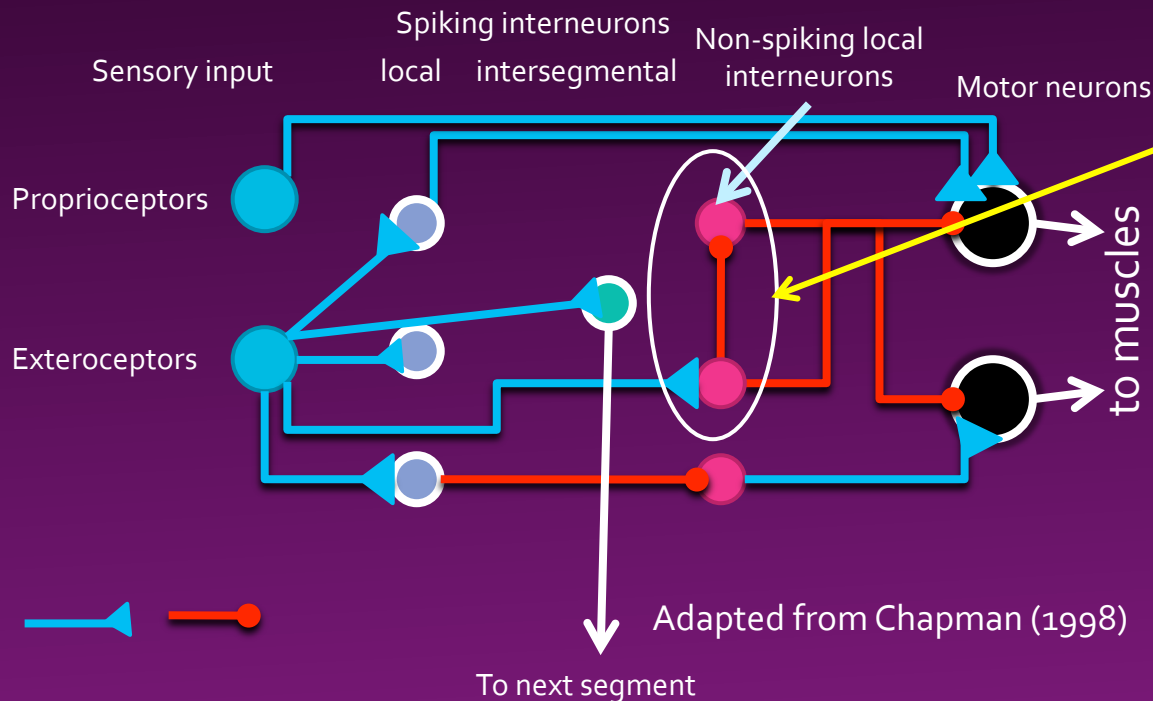 Spiking interneurons
Non-spiking local
interneurons
Sensory input
local
intersegmental
Motor neurons
Proprioceptors
Exteroceptors
to muscles
Adapted from Chapman (1998)
To next segment